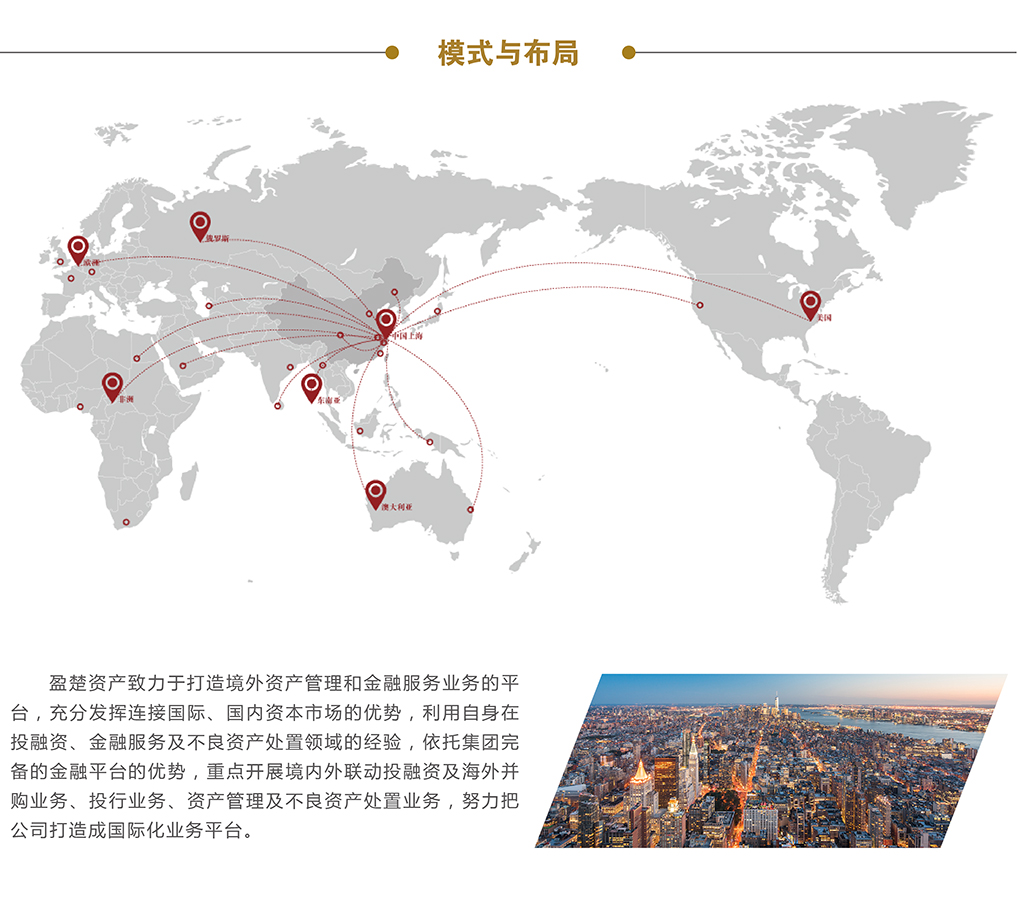 模式与布局
俄罗斯
欧洲
中国上海
美国
非洲
东南亚
澳大利亚
盈楚资产致力于打造境外资产管理和金融服务业务的平
台，充分发挥连接国际、国内资本市场的优势，利用自身在
投融资、金融服务及不良资产处置领域的经验，依托集团完
备的金融平台的优势，重点开展境内外联动投融资及海外并
购业务、投行业务、资产管理及不良资产处置业务，努力把
公司打造成国际化业务平台。